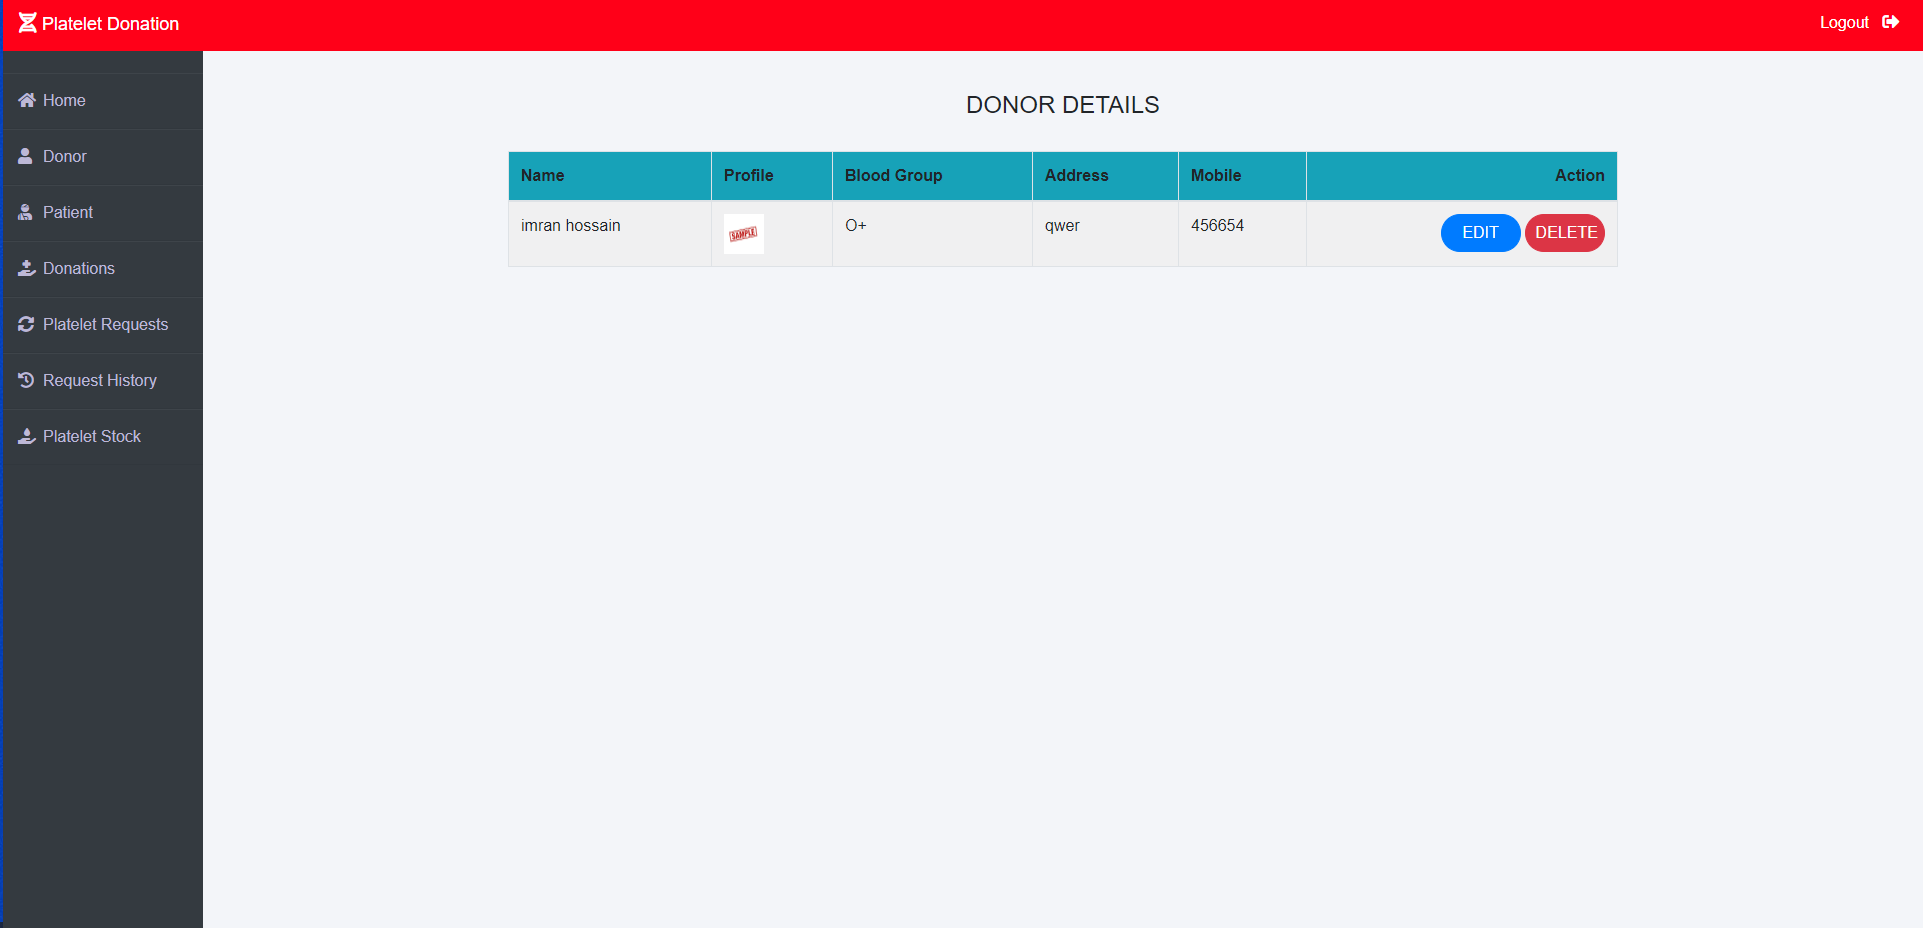 Platelet Donation
Logout
Home
Donor
Patient
Donations
Platelet Requests
Request History
Platelet Stock
DONOR DETAILS
Name Profile Blood Group Address Mobile Action
imran hossain SAMPLE O+ qwer 456654 EDIT DELETE